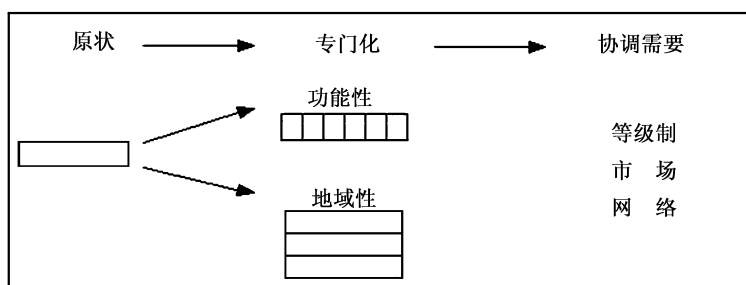 原状 专门化 协调需要
功能性
等级制
市 场
地域性
网 络